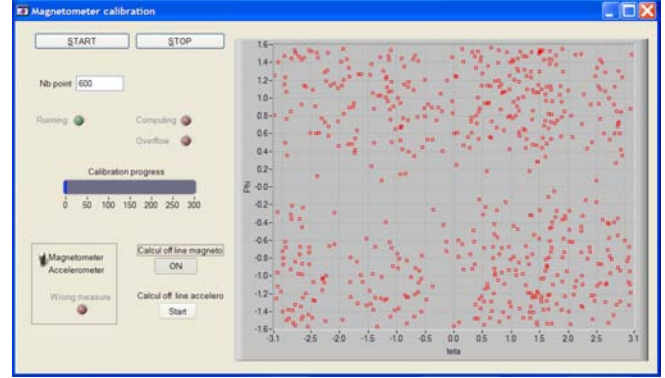 Magnetometer calibration
START
STOP
Nb point 600
Running
Computing
Overflow
Calibration progress
0 50 100 150 200 250 300
Magnetometer
Accelerometer
Wrong measure
Calcul off line magneto
ON
Calcul off line accelero
Start
Phi
1.6
1.4
1.2
1.0
0.8
0.6
0.4
0.2
-0.0
-0.2
-0.4
-0.6
-0.8
-1.0
-1.2
-1.4
-1.6
-3.1 -2.5 -2.0 -1.5 -1.0 -0.5 0.0 0.5 1.0 1.5 2.0 2.5 3.1
teta